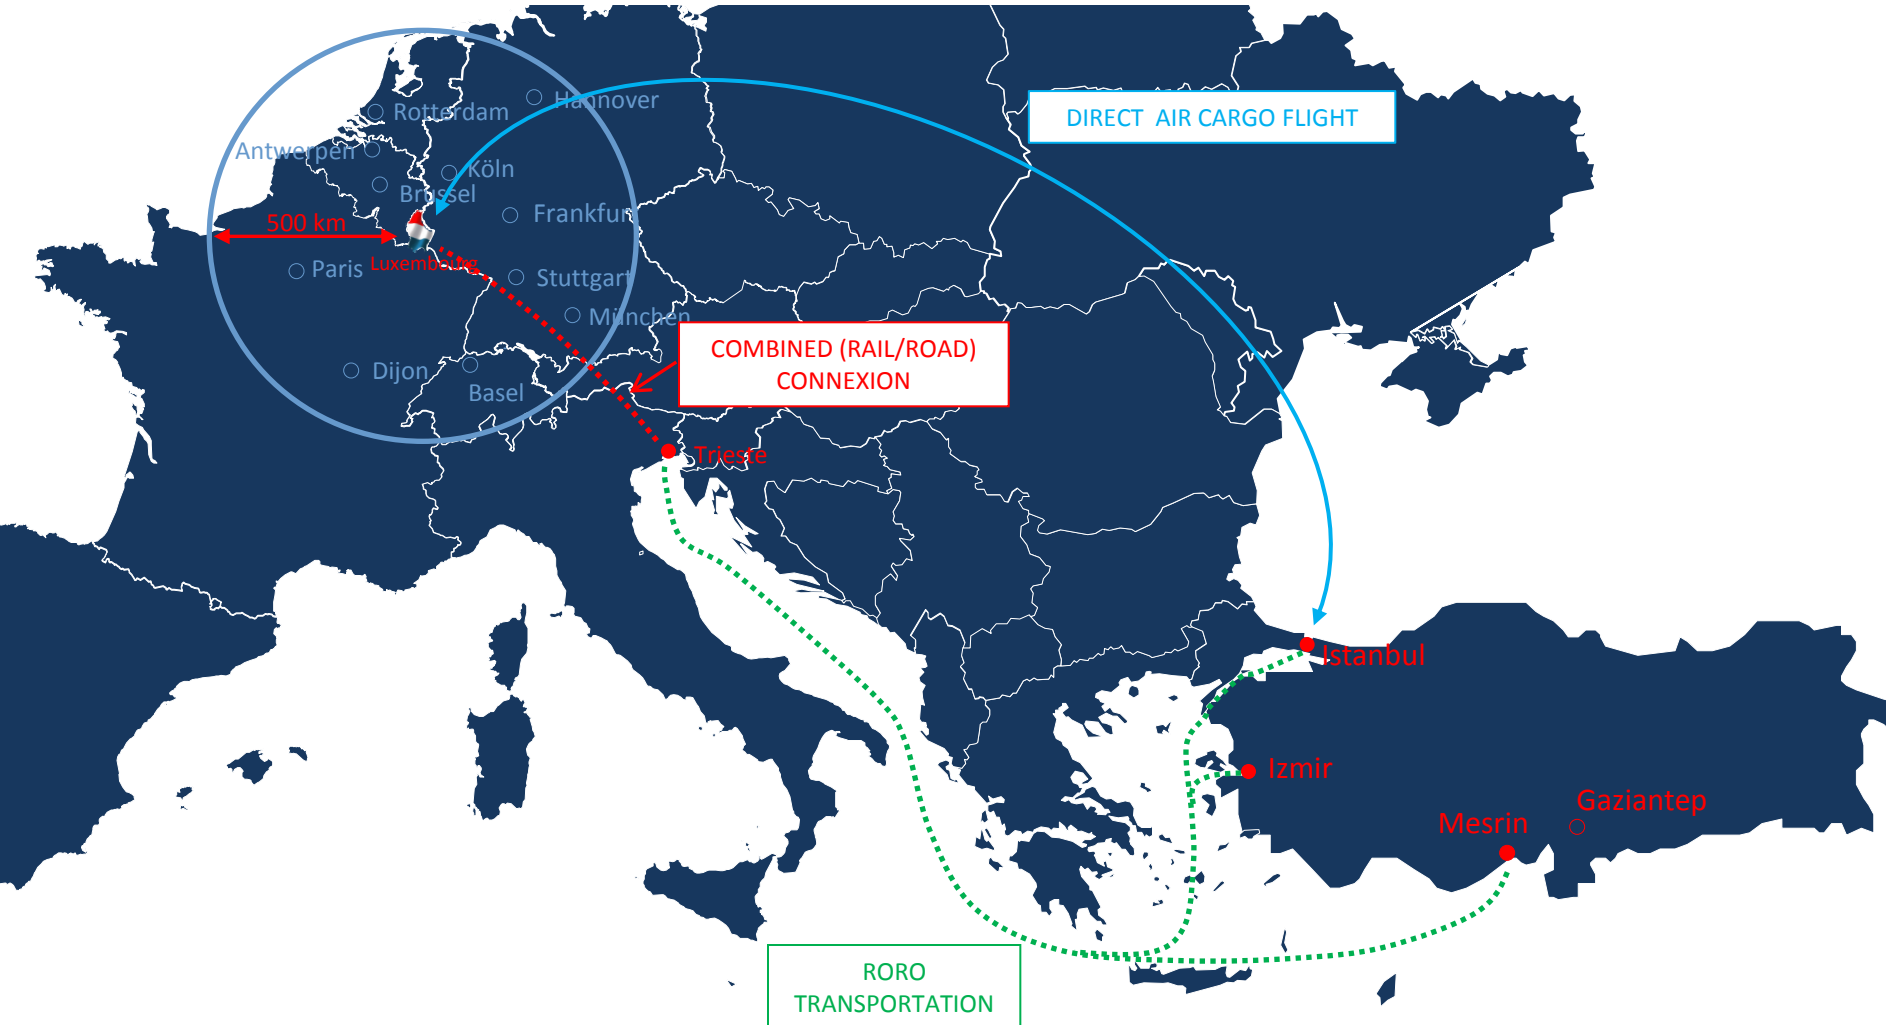 Hannover
Rotterdam
DIRECT AIR CARGO FLIGHT
Antwerpen
Köln
Brussel
Frankfur
500 km
Luxembourg
Paris
Stuttgart
München
COMBINED (RAIL/ROAD)
CONNEXION
Dijon
Basel
Trieste
Istanbul
Izmir
Gaziantep
Mesrin
RORO
TRANSPORTATION